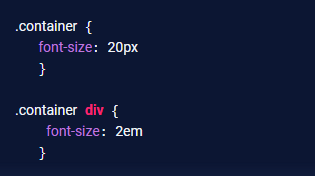 .container {
font-size: 20px
}
.container div {
font-size: 2em
}